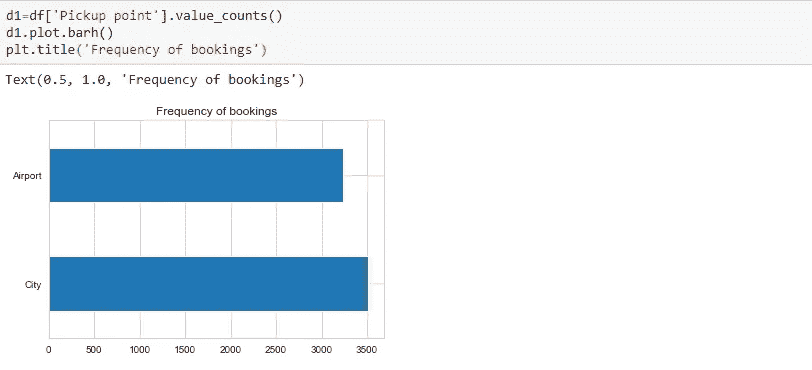 d1=df['Pickup point'].value_counts()
d1.plot.barh()
plt.title('Frequency of bookings')
Text(0.5, 1.0, 'Frequency of bookings')
Frequency of bookings
Airport
City
0 500 1000 1500 2000 2500 3000 3500